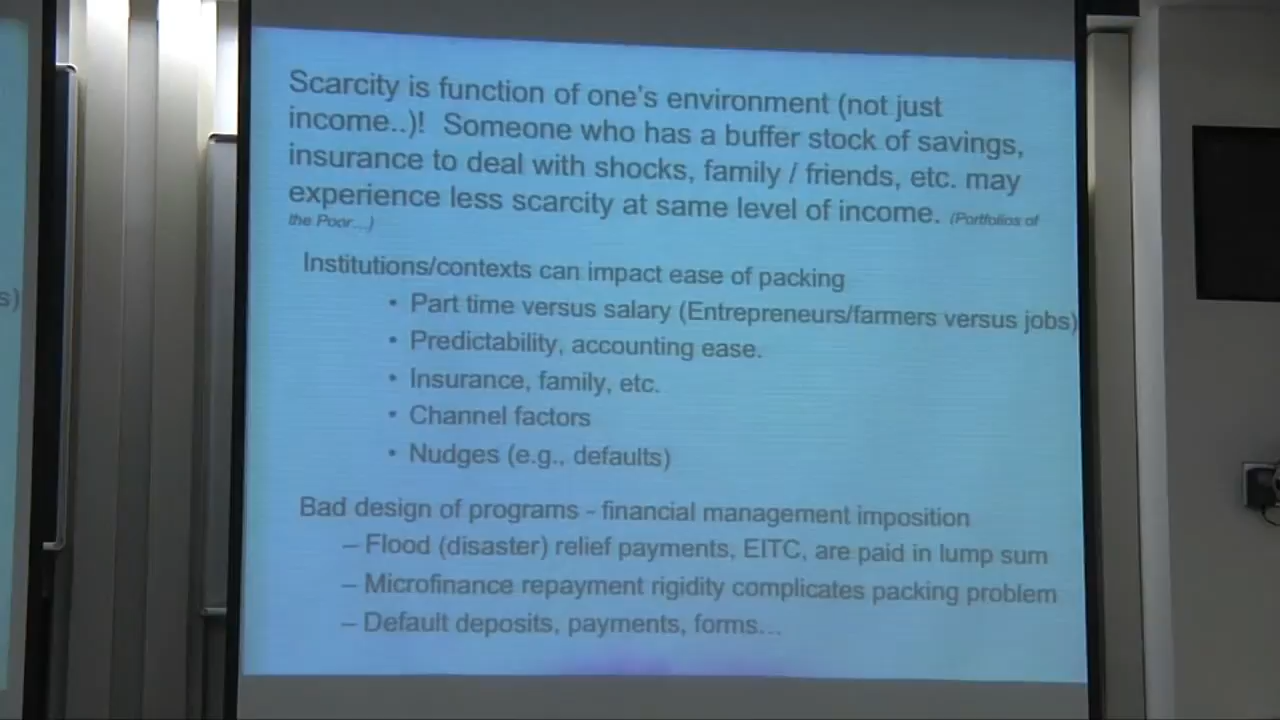 Scarcity is function of one's environment (not just
income..)! Someone who has a buffer stock of savings,
insurance to deal with shocks, family / friends, etc. may
experience less scarcity at same level of income. (Portfolios of
the Poor...)
Institutions/contexts can impact ease of packing
• Part time versus salary (Entrepreneurs/farmers versus jobs)
• Predictability, accounting ease.
• Insurance, family, etc.
• Channel factors
• Nudges (e.g., defaults)
Bad design of programs - financial management imposition
– Flood (disaster) relief payments, EITC, are paid in lump sum
– Microfinance repayment rigidity complicates packing problem
– Default deposits, payments, forms...
s)